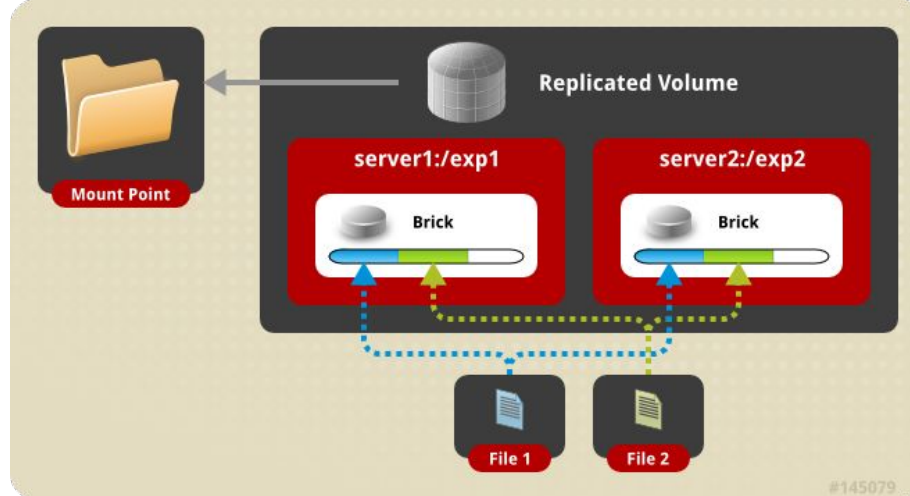 Replicated Volume
Mount Point
server1:/exp1
server2:/exp2
Brick
Brick
File 1
File 2
#145079